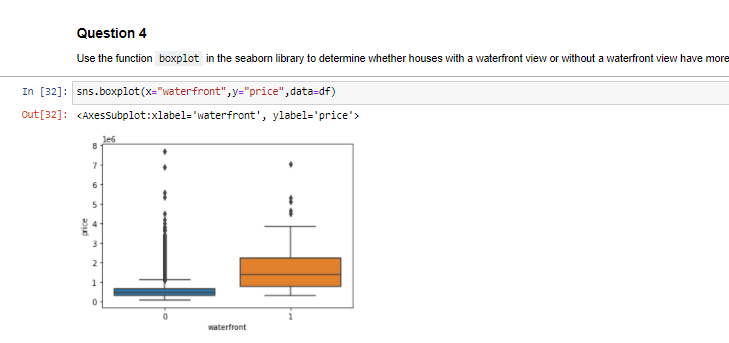 Question 4
Use the function boxplot in the seaborn library to determine whether houses with a waterfront view or without a waterfront view have more
In [32]: sns.boxplot(x="waterfront",y="price",data=df)
Out[32]: <AxesSubplot:xlabel='waterfront', ylabel='price'>
1e6
8
7
6
5
4
3
2
1
0
price
0 1
waterfront